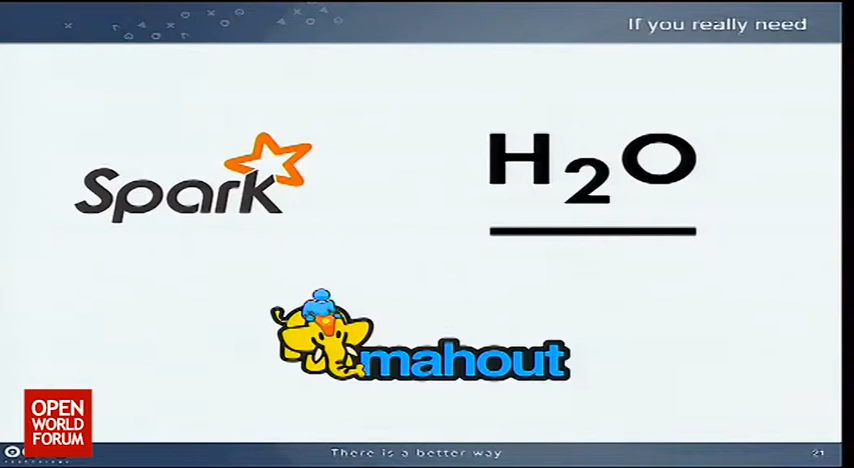 If you really need
Spark
H2O
mahout
OPEN
WORLD
FORUM
There is a better way
21